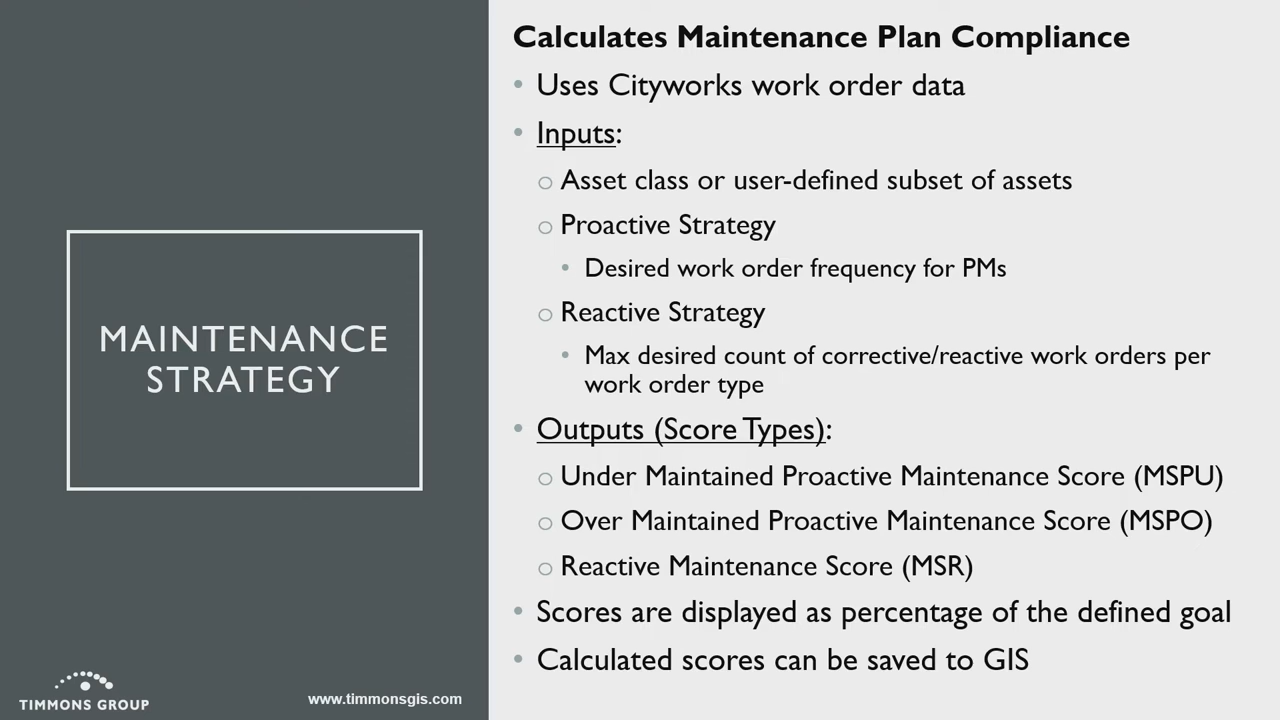 MAINTENANCE
STRATEGY
TIMMONS GROUP
www.timmonsgis.com
Calculates Maintenance Plan Compliance
• Uses Cityworks work order data
• Inputs:
o Asset class or user-defined subset of assets
o Proactive Strategy
• Desired work order frequency for PMs
o Reactive Strategy
• Max desired count of corrective/reactive work orders per
work order type
• Outputs (Score Types):
o Under Maintained Proactive Maintenance Score (MSPU)
o Over Maintained Proactive Maintenance Score (MSPO)
o Reactive Maintenance Score (MSR)
• Scores are displayed as percentage of the defined goal
• Calculated scores can be saved to GIS